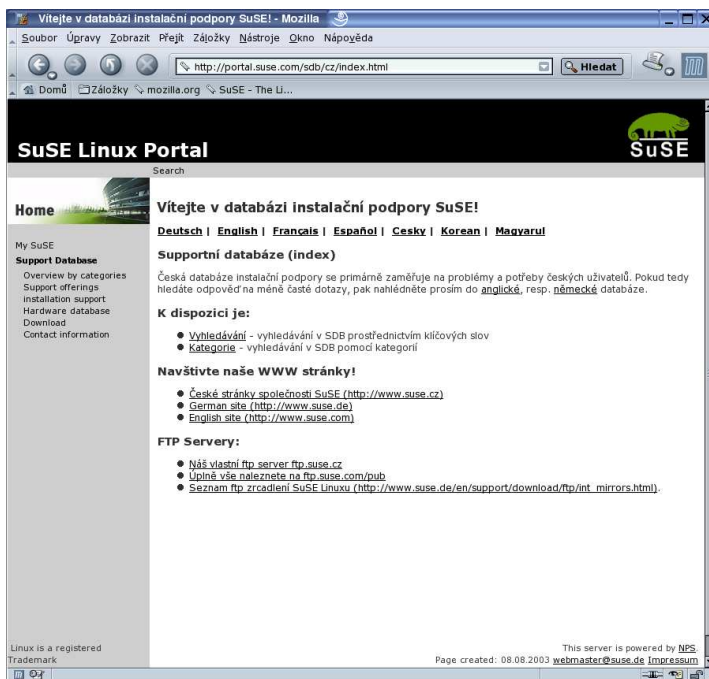 Vítejte v databázi instalační podpory SuSE! - Mozilla
Soubor Úpravy Zobrazit Přejít Záložky Nástroje Okno Nápověda
http://portal.suse.com/sdb/cz/index.html Hledat
Domů Záložky mozilla.org SuSE - The Li...
SuSE Linux Portal
SuSE
Search
Home
My SuSE
Support Database
Overview by categories
Support offerings
installation support
Hardware database
Download
Contact information
Vítejte v databázi instalační podpory SuSE!
Deutsch | English | Français | Español | Cesky | Korean | Magyarul
Supportní databáze (index)
Česká databáze instalační podpory se primárně zaměřuje na problémy a potřeby českých uživatelů. Pokud tedy
hledáte odpověď na méně časté dotazy, pak nahlédněte prosím do anglické, resp. německé databáze.
K dispozici je:
Vyhledávání - vyhledávání v SDB prostřednictvím klíčových slov
Kategorie - vyhledávání v SDB pomocí kategorií
Navštivte naše WWW stránky!
České stránky společnosti SuSE (http://www.suse.cz)
German site (http://www.suse.de)
English site (http://www.suse.com)
FTP Servery:
Náš vlastní ftp server ftp.suse.cz
Úplně vše naleznete na ftp.suse.com/pub
Seznam ftp zrcadlení SuSE Linuxu (http://www.suse.de/en/support/download/ftp/int_mirrors.html).
Linux is a registered
Trademark
This server is powered by NPS.
Page created: 08.08.2003 webmaster@suse.de Impressum